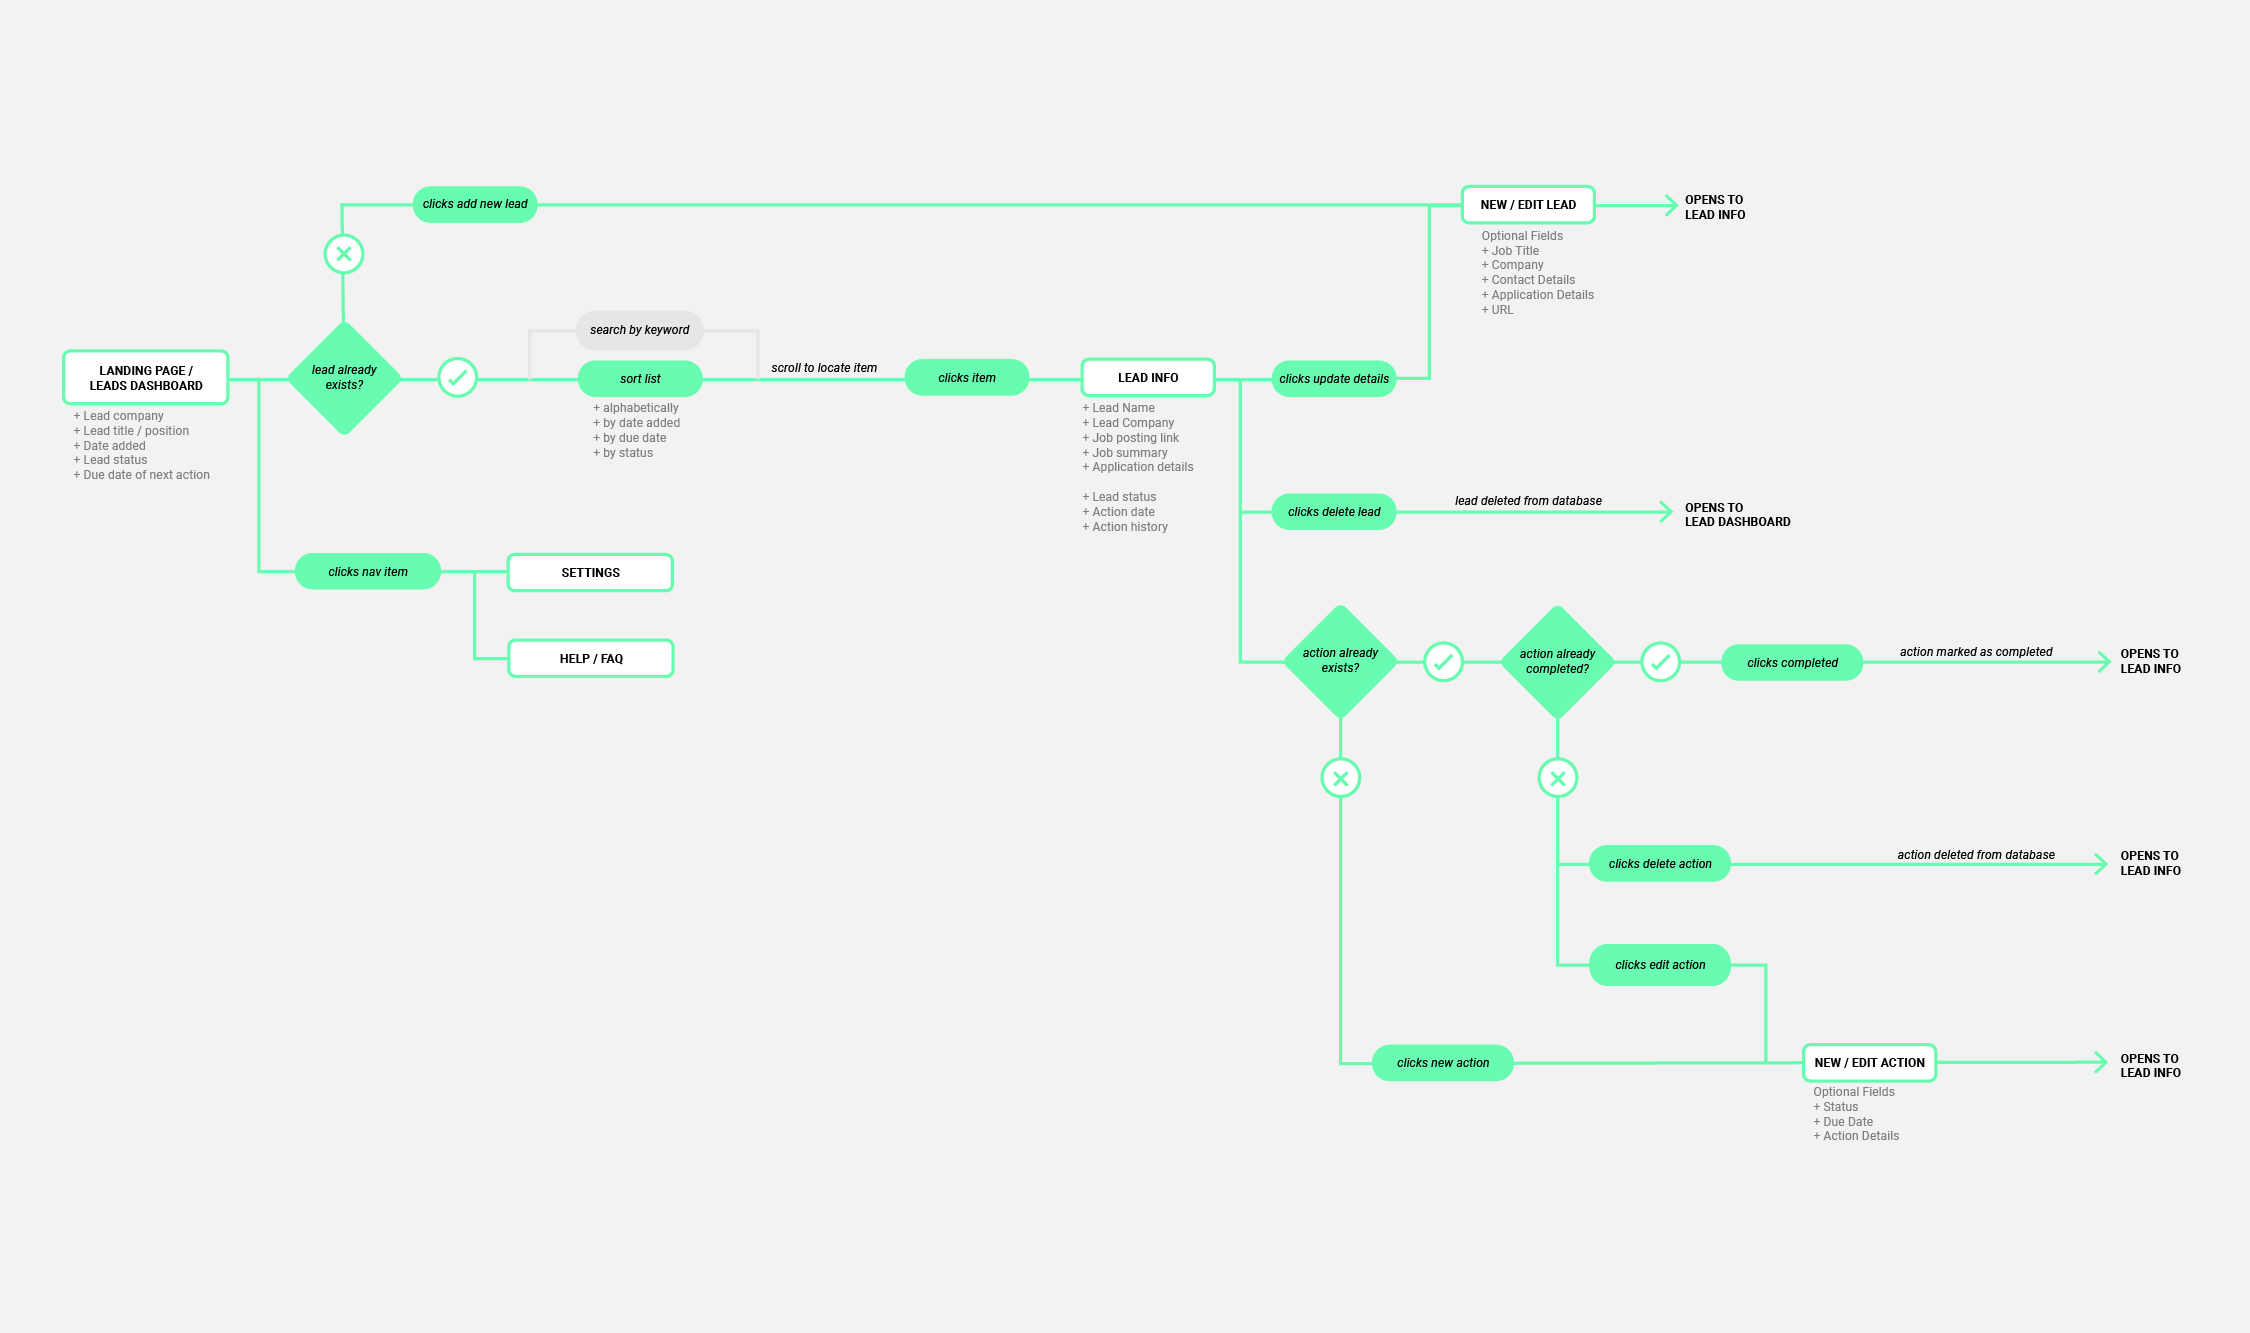 clicks add new lead
NEW / EDIT LEAD
OPENS TO
LEAD INFO
Optional Fields
+ Job Title
+ Company
+ Contact Details
+ Application Details
+ URL
LANDING PAGE /
LEADS DASHBOARD
+ Lead company
+ Lead title / position
+ Date added
+ Lead status
+ Due date of next action
lead already
exists?
search by keyword
sort list
+ alphabetically
+ by date added
+ by due date
+ by status
scroll to locate item
clicks item
LEAD INFO
+ Lead Name
+ Lead Company
+ Job posting link
+ Job summary
+ Application details
+ Lead status
+ Action date
+ Action history
clicks update details
clicks delete lead
lead deleted from database
OPENS TO
LEAD DASHBOARD
clicks nav item
SETTINGS
HELP / FAQ
action already
exists?
action already
completed?
clicks completed
action marked as completed
OPENS TO
LEAD INFO
clicks delete action
action deleted from database
OPENS TO
LEAD INFO
clicks edit action
clicks new action
NEW / EDIT ACTION
Optional Fields
+ Status
+ Due Date
+ Action Details
OPENS TO
LEAD INFO